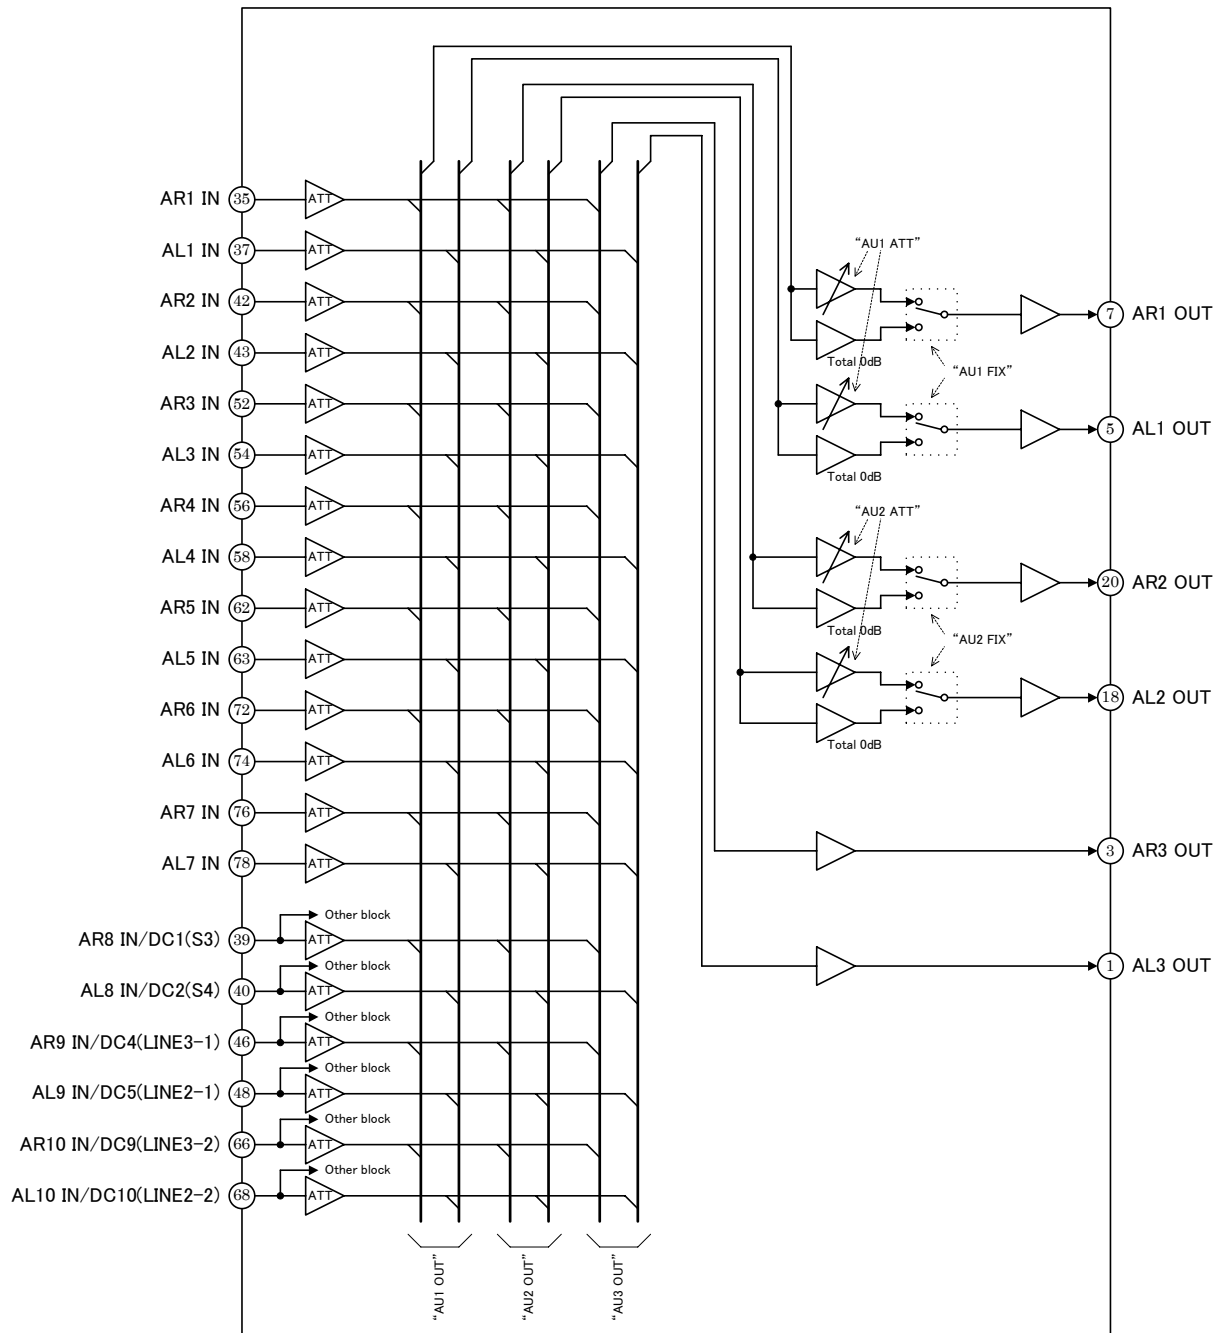 AR1 IN 35 ATT
AL1 IN 37 ATT
AR2 IN 42 ATT
AL2 IN 43 ATT
AR3 IN 52 ATT
AL3 IN 54 ATT
AR4 IN 56 ATT
AL4 IN 58 ATT
AR5 IN 62 ATT
AL5 IN 63 ATT
AR6 IN 72 ATT
AL6 IN 74 ATT
AR7 IN 76 ATT
AL7 IN 78 ATT
Other block
AR8 IN/DC1(S3) 39 ATT
Other block
AL8 IN/DC2(S4) 40 ATT
Other block
AR9 IN/DC4(LINE3-1) 46 ATT
Other block
AL9 IN/DC5(LINE2-1) 48 ATT
Other block
AR10 IN/DC9(LINE3-2) 66 ATT
Other block
AL10 IN/DC10(LINE2-2) 68 ATT
“AU1 OUT”
“AU2 OUT”
“AU3 OUT”
“AU1 ATT”
7 AR1 OUT
Total 0dB
“AU1 FIX”
5 AL1 OUT
Total 0dB
“AU2 ATT”
20 AR2 OUT
Total 0dB
“AU2 FIX”
18 AL2 OUT
Total 0dB
3 AR3 OUT
1 AL3 OUT